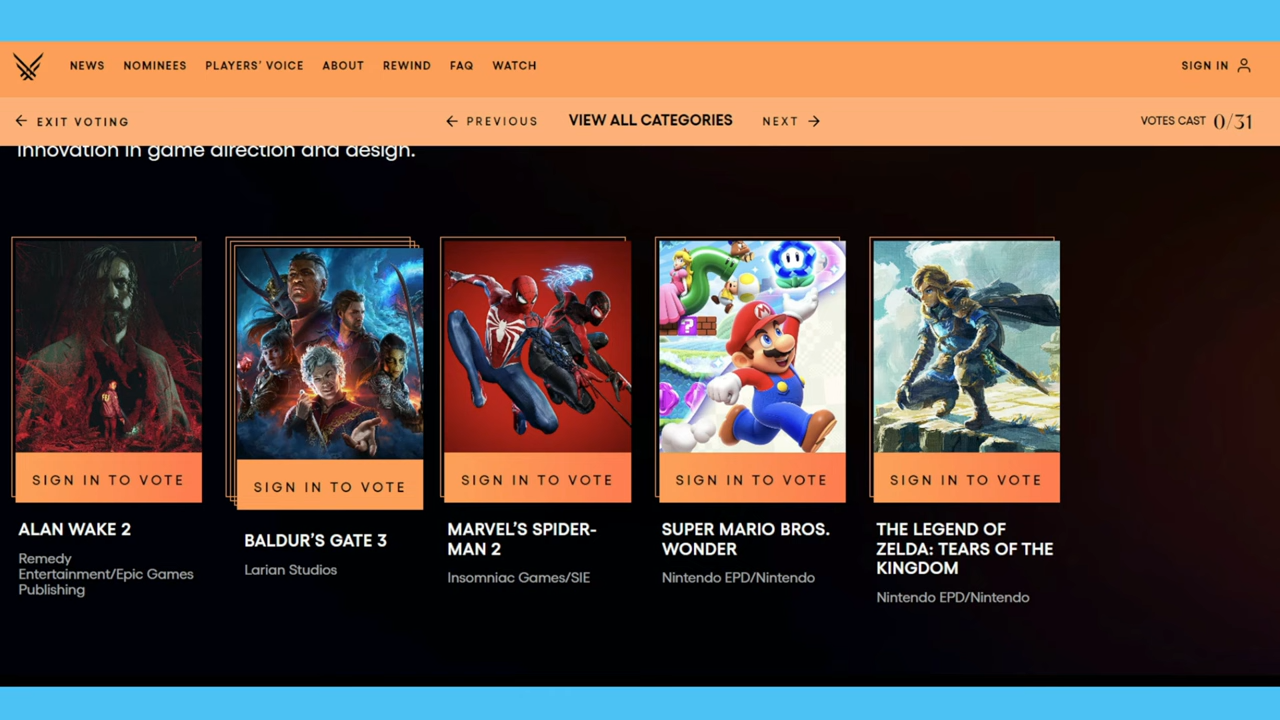 NEWS NOMINEES PLAYERS' VOICE ABOUT REWIND FAQ WATCH SIGN IN
← EXIT VOTING ← PREVIOUS VIEW ALL CATEGORIES NEXT → VOTES CAST 0/31
innovation in game direction and design.
SIGN IN TO VOTE
ALAN WAKE 2
Remedy
Entertainment/Epic Games
Publishing
SIGN IN TO VOTE
BALDUR'S GATE 3
Larian Studios
SIGN IN TO VOTE
MARVEL'S SPIDER-
MAN 2
Insomniac Games/SIE
SIGN IN TO VOTE
SUPER MARIO BROS.
WONDER
Nintendo EPD/Nintendo
SIGN IN TO VOTE
THE LEGEND OF
ZELDA: TEARS OF THE
KINGDOM
Nintendo EPD/Nintendo